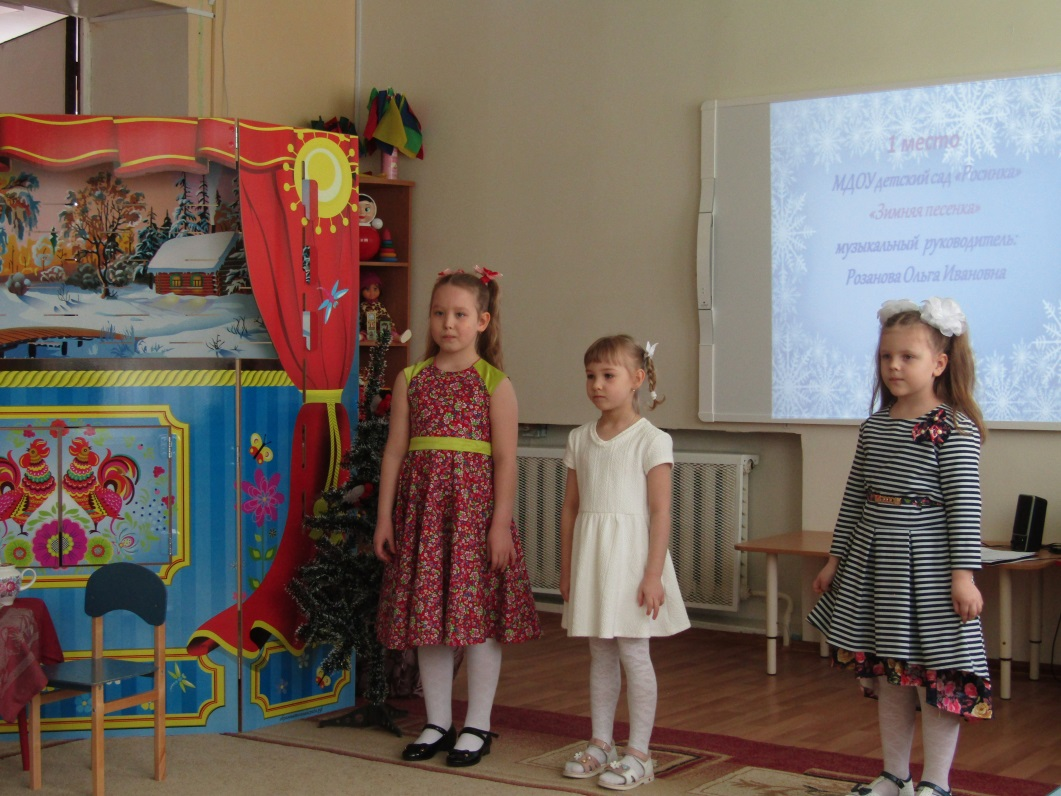 1 место
МДОУ детский сад «Росинка»
«Зимняя песенка»
музыкальный руководитель:
Розанова Ольга Ивановна